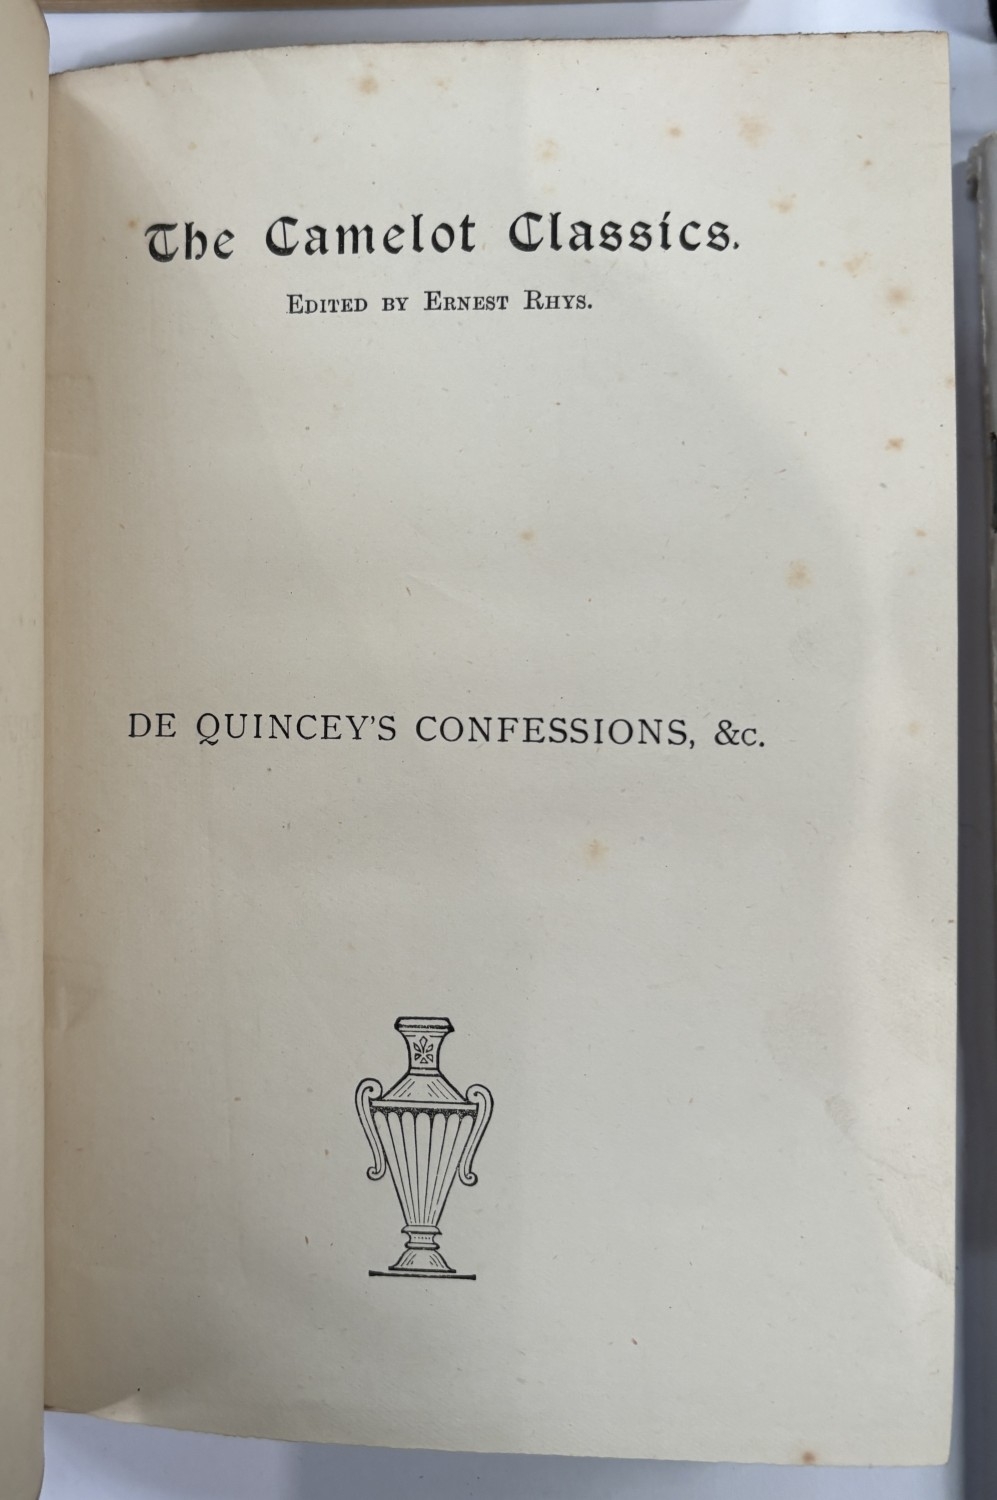 The Camelot Classics.
EDITED BY ERNEST RHYS.
DE QUINCEY'S CONFESSIONS, &c.